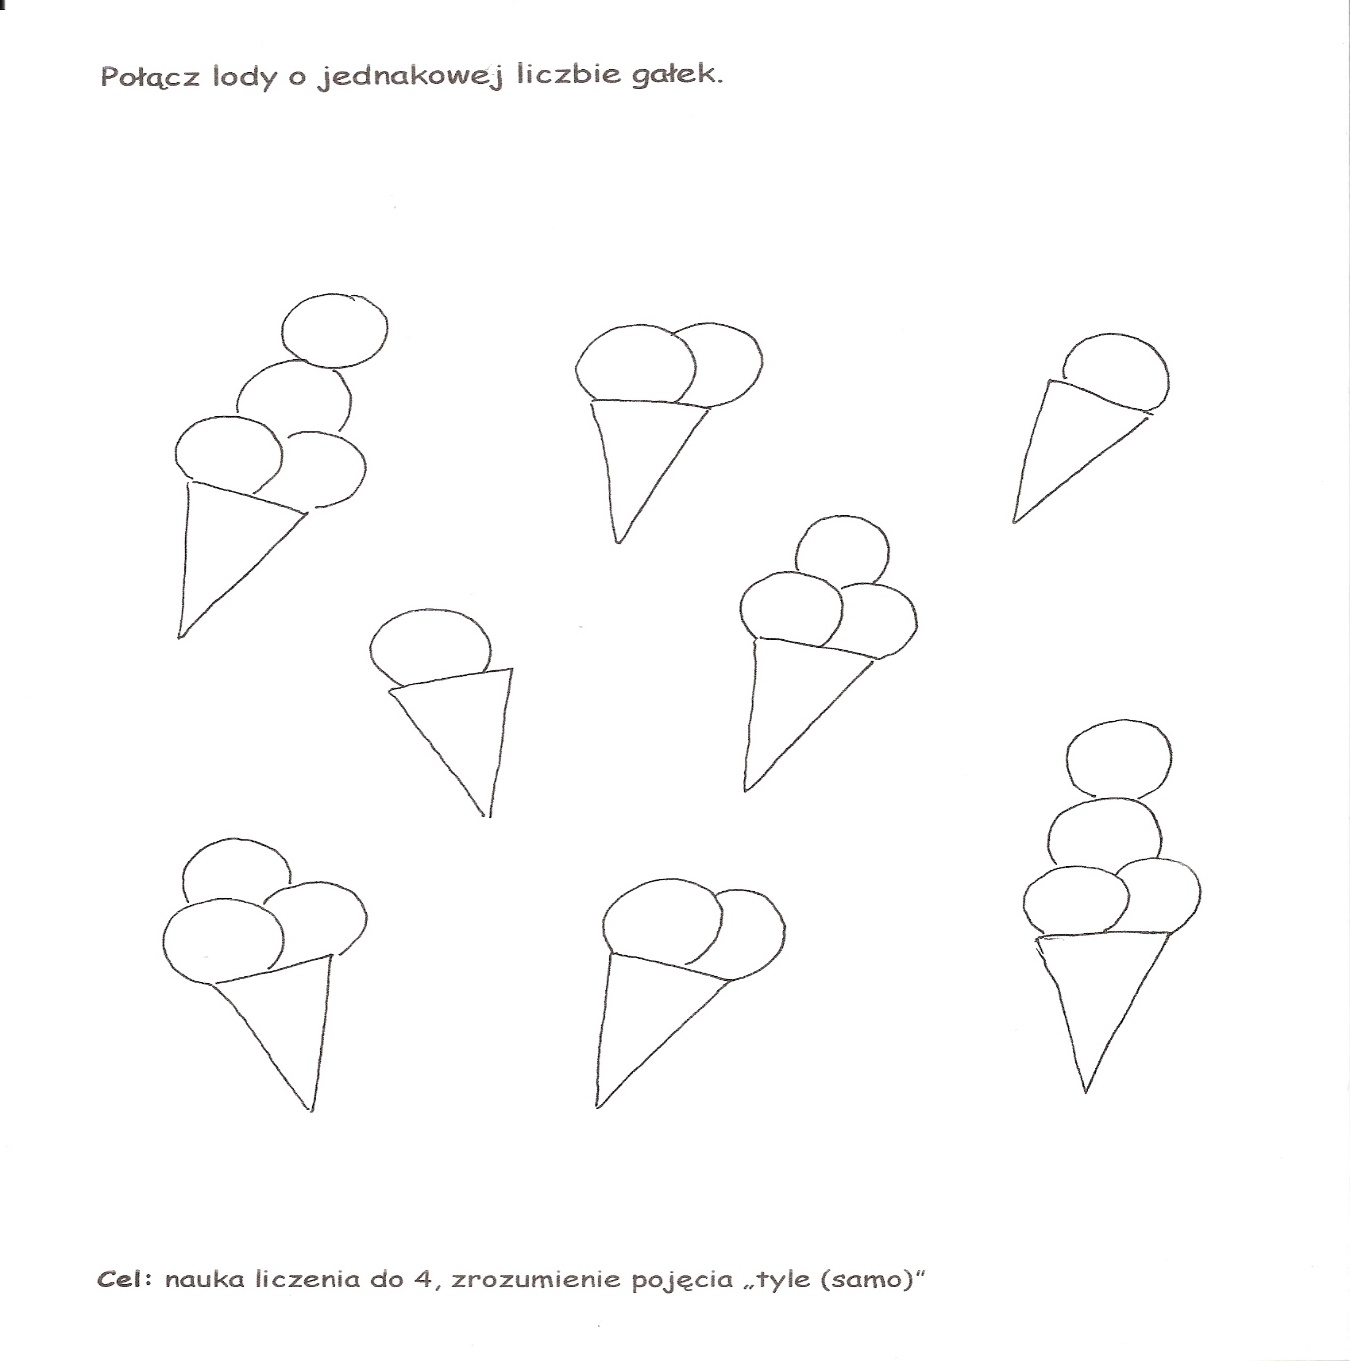 Połącz lody o jednakowej liczbie gałek.
Cel: nauka liczenia do 4, zrozumienie pojęcia „tyle (samo)”